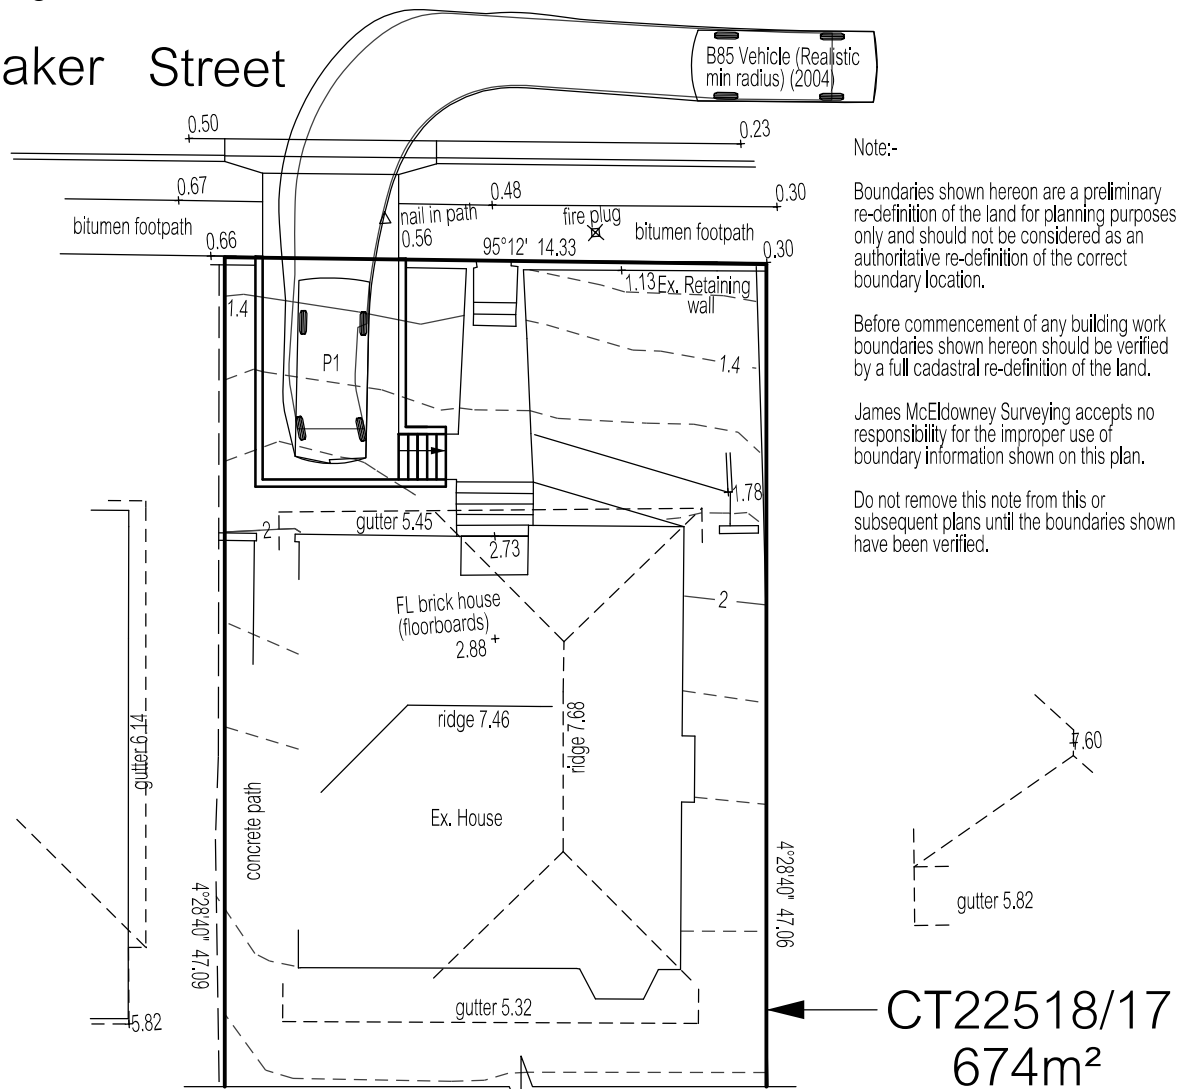 aker Street
B85 Vehicle (Realistic
min radius) (2004)
0.50
0.23
0.67
0.48
0.30
bitumen footpath
nail in path
fire plug
bitumen footpath
0.66
0.56
95°12' 14.33
0.30
1.4
1.13
Ex. Retaining
wall
P1
1.4
1.78
2
gutter 5.45
2.73
FL brick house
(floorboards)
2.88
2
ridge 7.46
ridge 7.68
gutter 6.14
Ex. House
concrete path
4°28'40" 47.09
4°28'40" 47.06
gutter 5.32
5.82
7.60
gutter 5.82
Note:-
Boundaries shown hereon are a preliminary
re-definition of the land for planning purposes
only and should not be considered as an
authoritative re-definition of the correct
boundary location.
Before commencement of any building work
boundaries shown hereon should be verified
by a full cadastral re-definition of the land.
James McEldowney Surveying accepts no
responsibility for the improper use of
boundary information shown on this plan.
Do not remove this note from this or
subsequent plans until the boundaries shown
have been verified.
CT22518/17
674m²